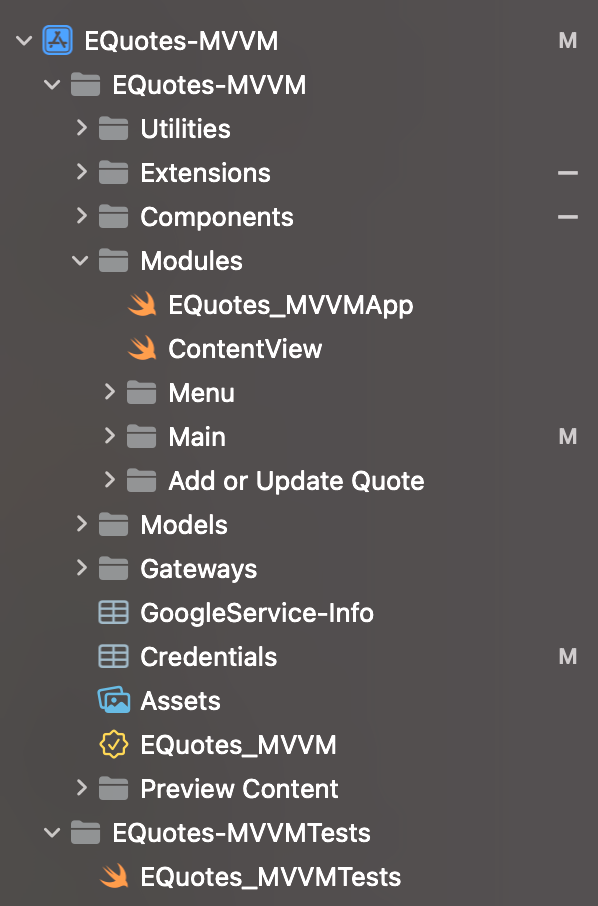 EQuotes-MVVM M
EQuotes-MVVM
Utilities
Extensions
Components
Modules
EQuotes_MVVMApp
ContentView
Menu
Main M
Add or Update Quote
Models
Gateways
GoogleService-Info
Credentials M
Assets
EQuotes_MVVM
Preview Content
EQuotes-MVVMTests
EQuotes_MVVMTests